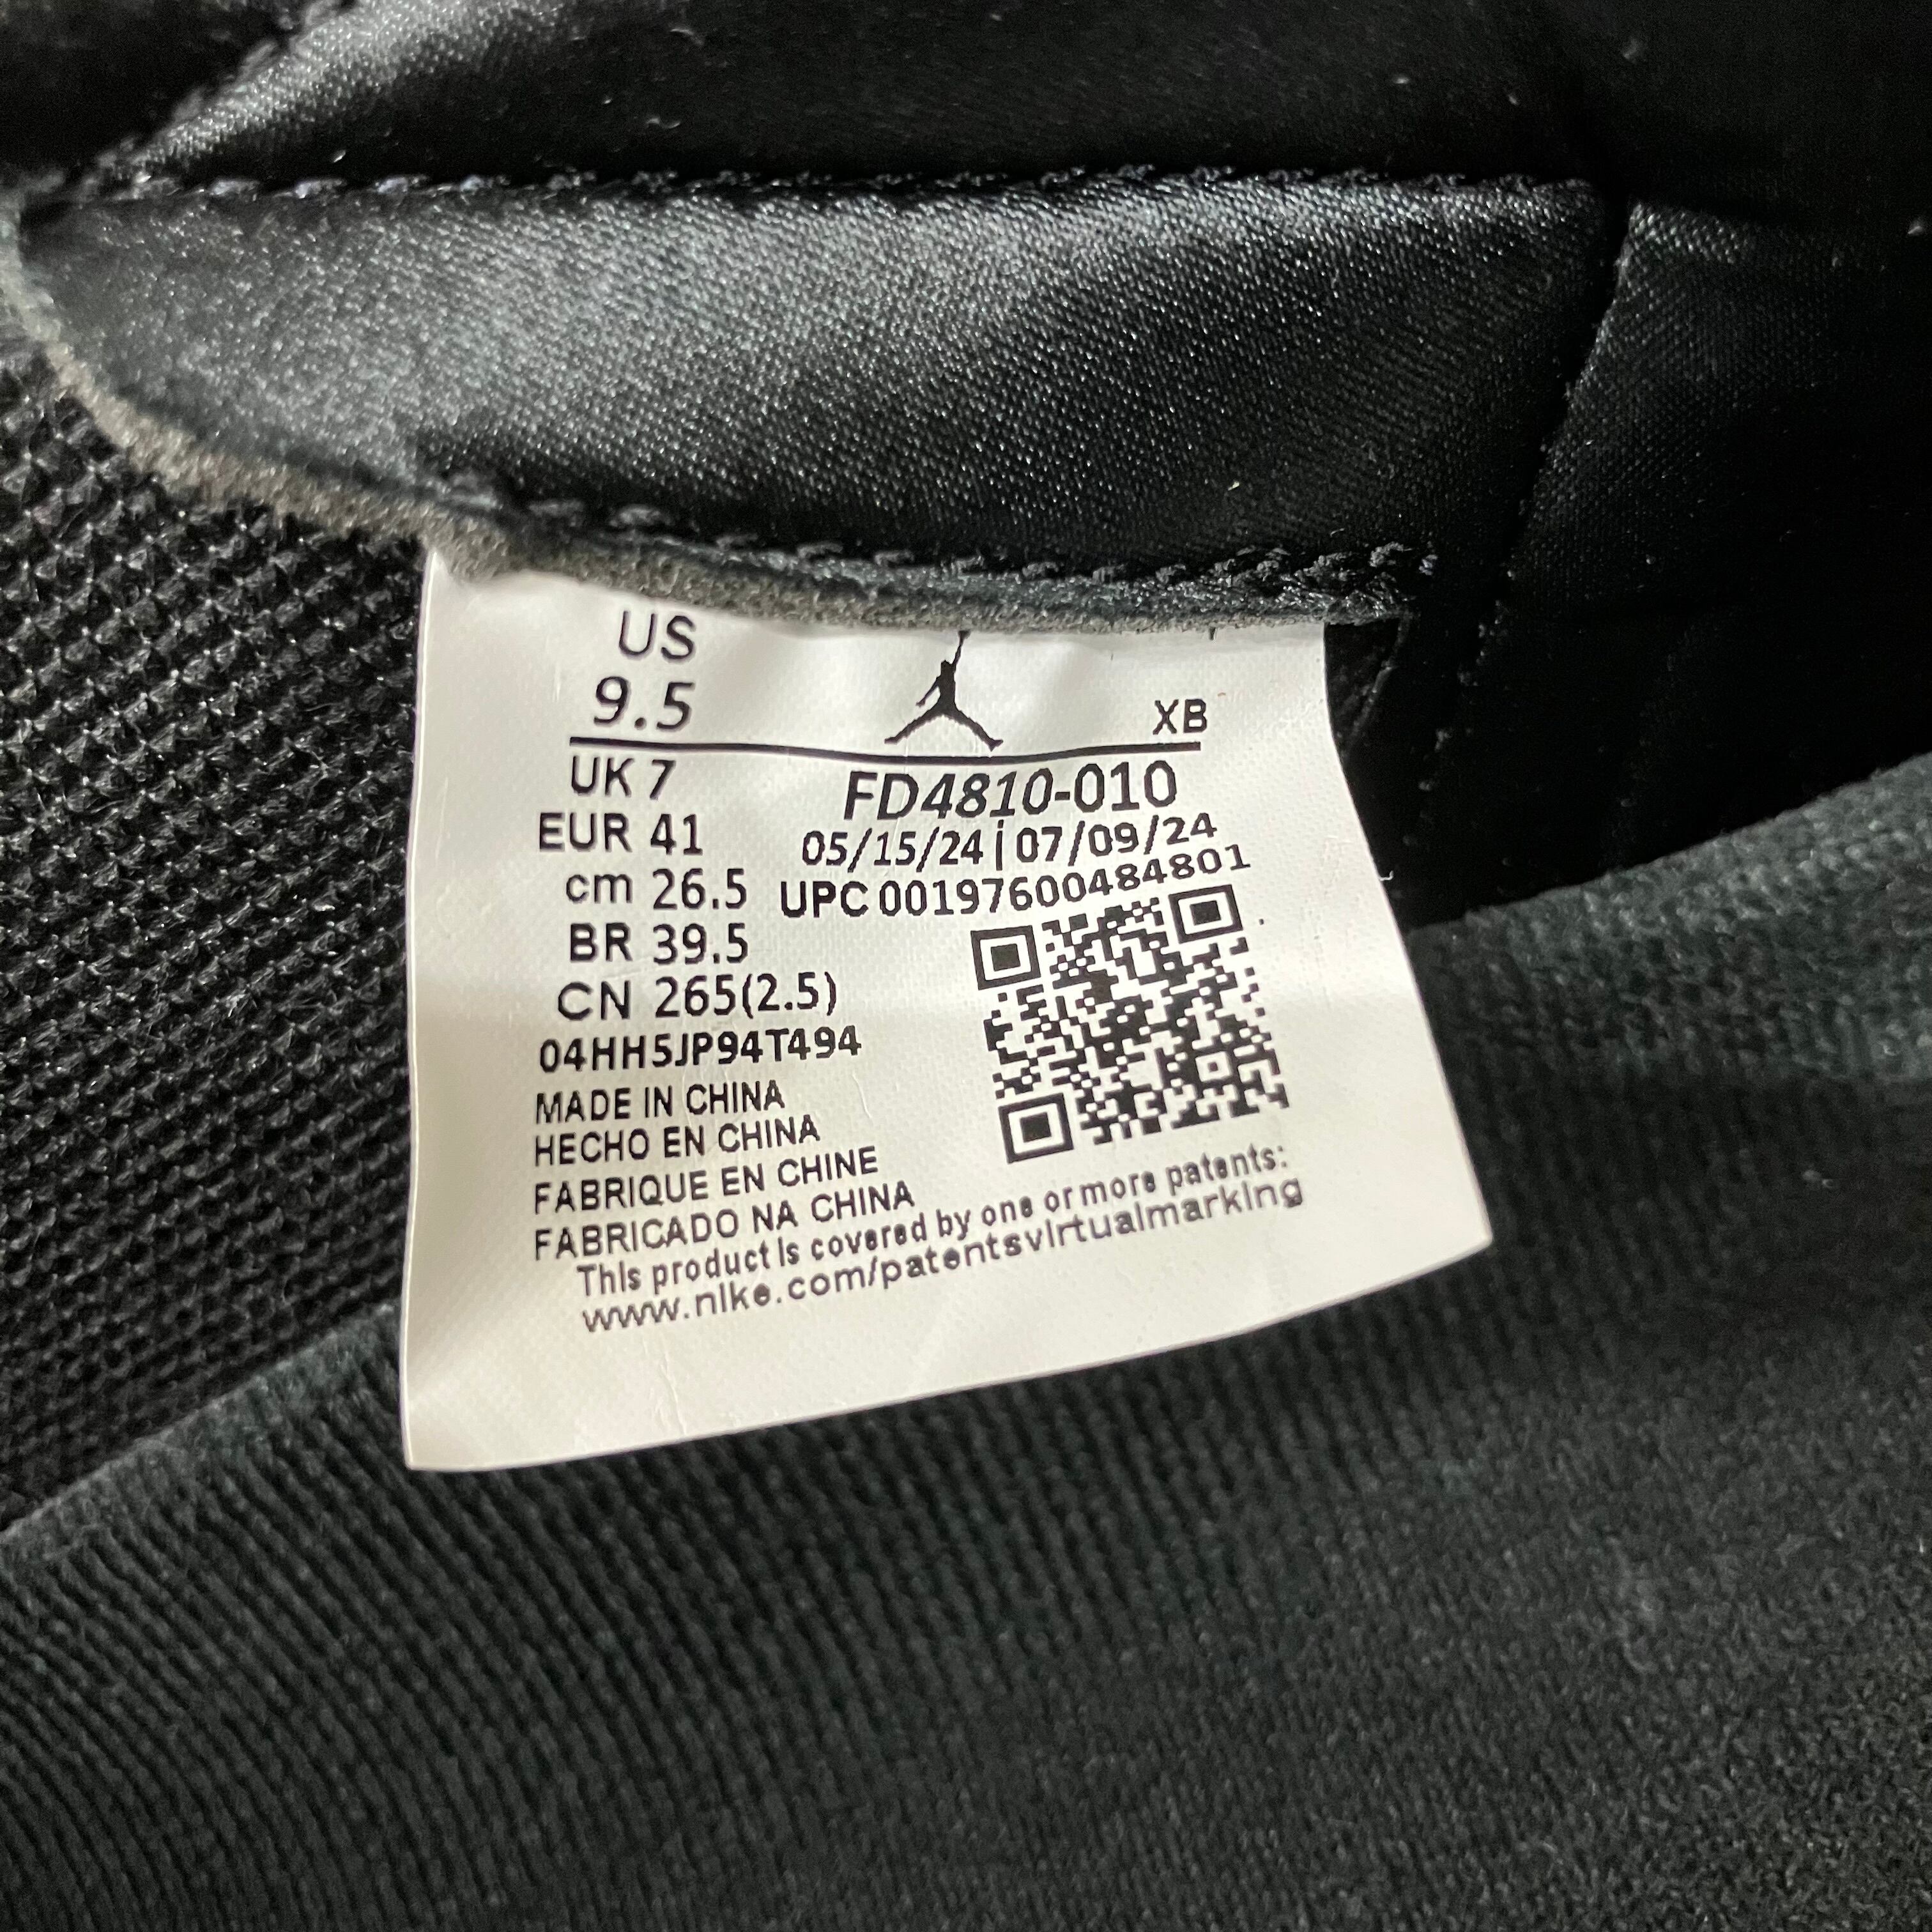 US
9.5
XB
UK 7
FD4810-010
EUR 41
05/15/24 | 07/09/24
cm 26.5
UPC 00197600484801
BR 39.5
CN 265(2.5)
04HH5JP94T494
MADE IN CHINA
HECHO EN CHINA
FABRIQUE EN CHINE
FABRICADO NA CHINA
This product is covered by one or more patents:
www.nike.com/patentsvirtualmarking